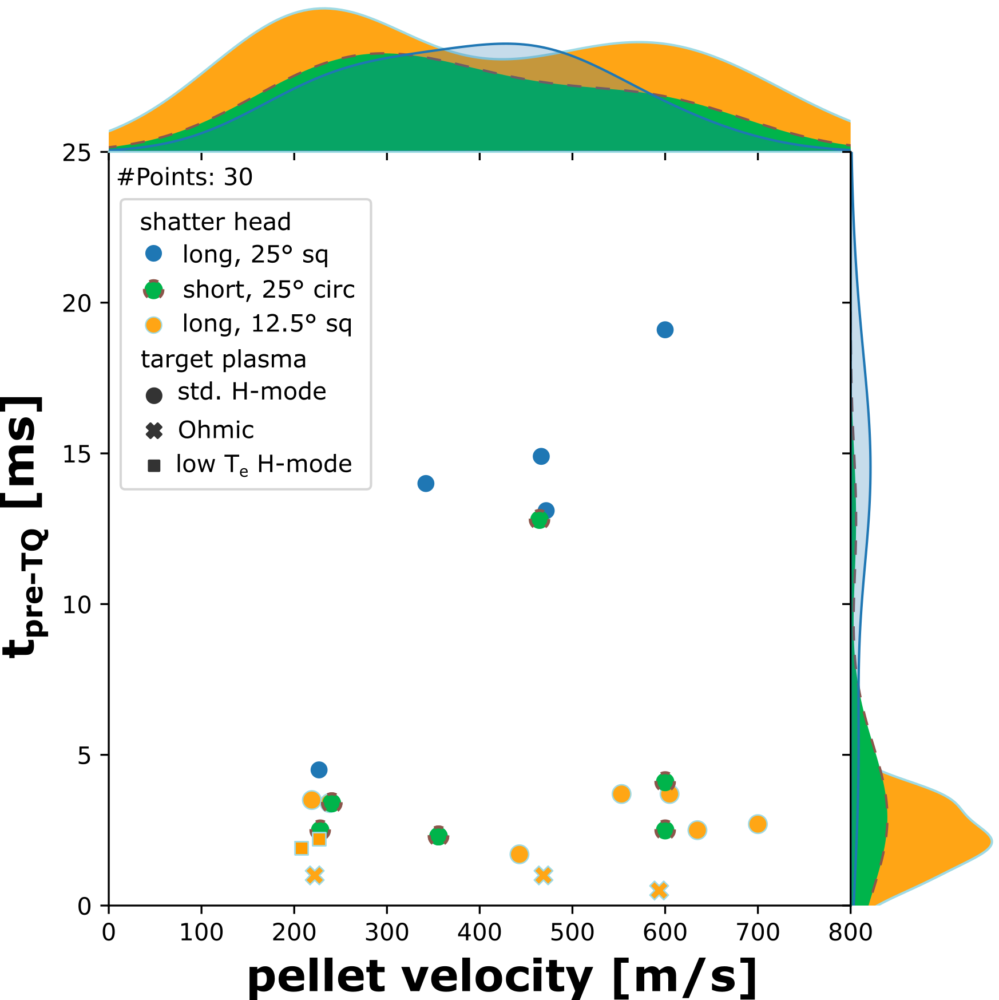 25
#Points: 30
shatter head
long, 25° sq
short, 25° circ
long, 12.5° sq
target plasma
std. H-mode
Ohmic
low Te H-mode
20
15
10
5
0
tpre-TQ [ms]
0 100 200 300 400 500 600 700 800
pellet velocity [m/s]